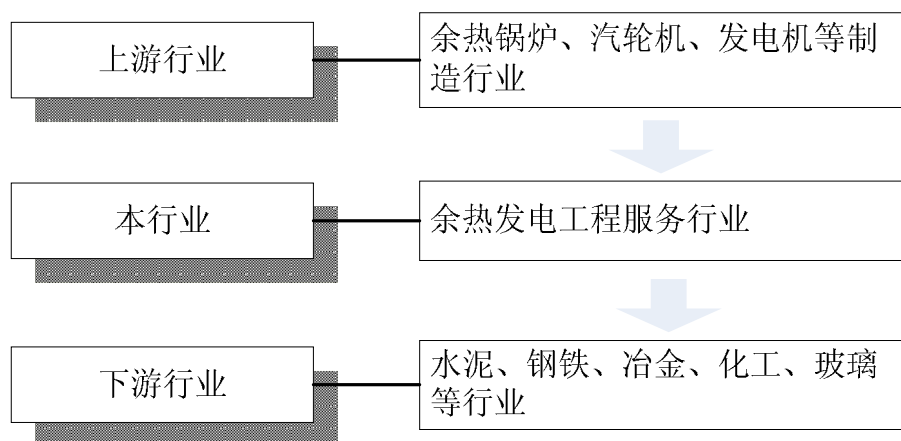 上游行业
余热锅炉、汽轮机、发电机等制
造行业
本行业
余热发电工程服务行业
下游行业
水泥、钢铁、冶金、化工、玻璃
等行业